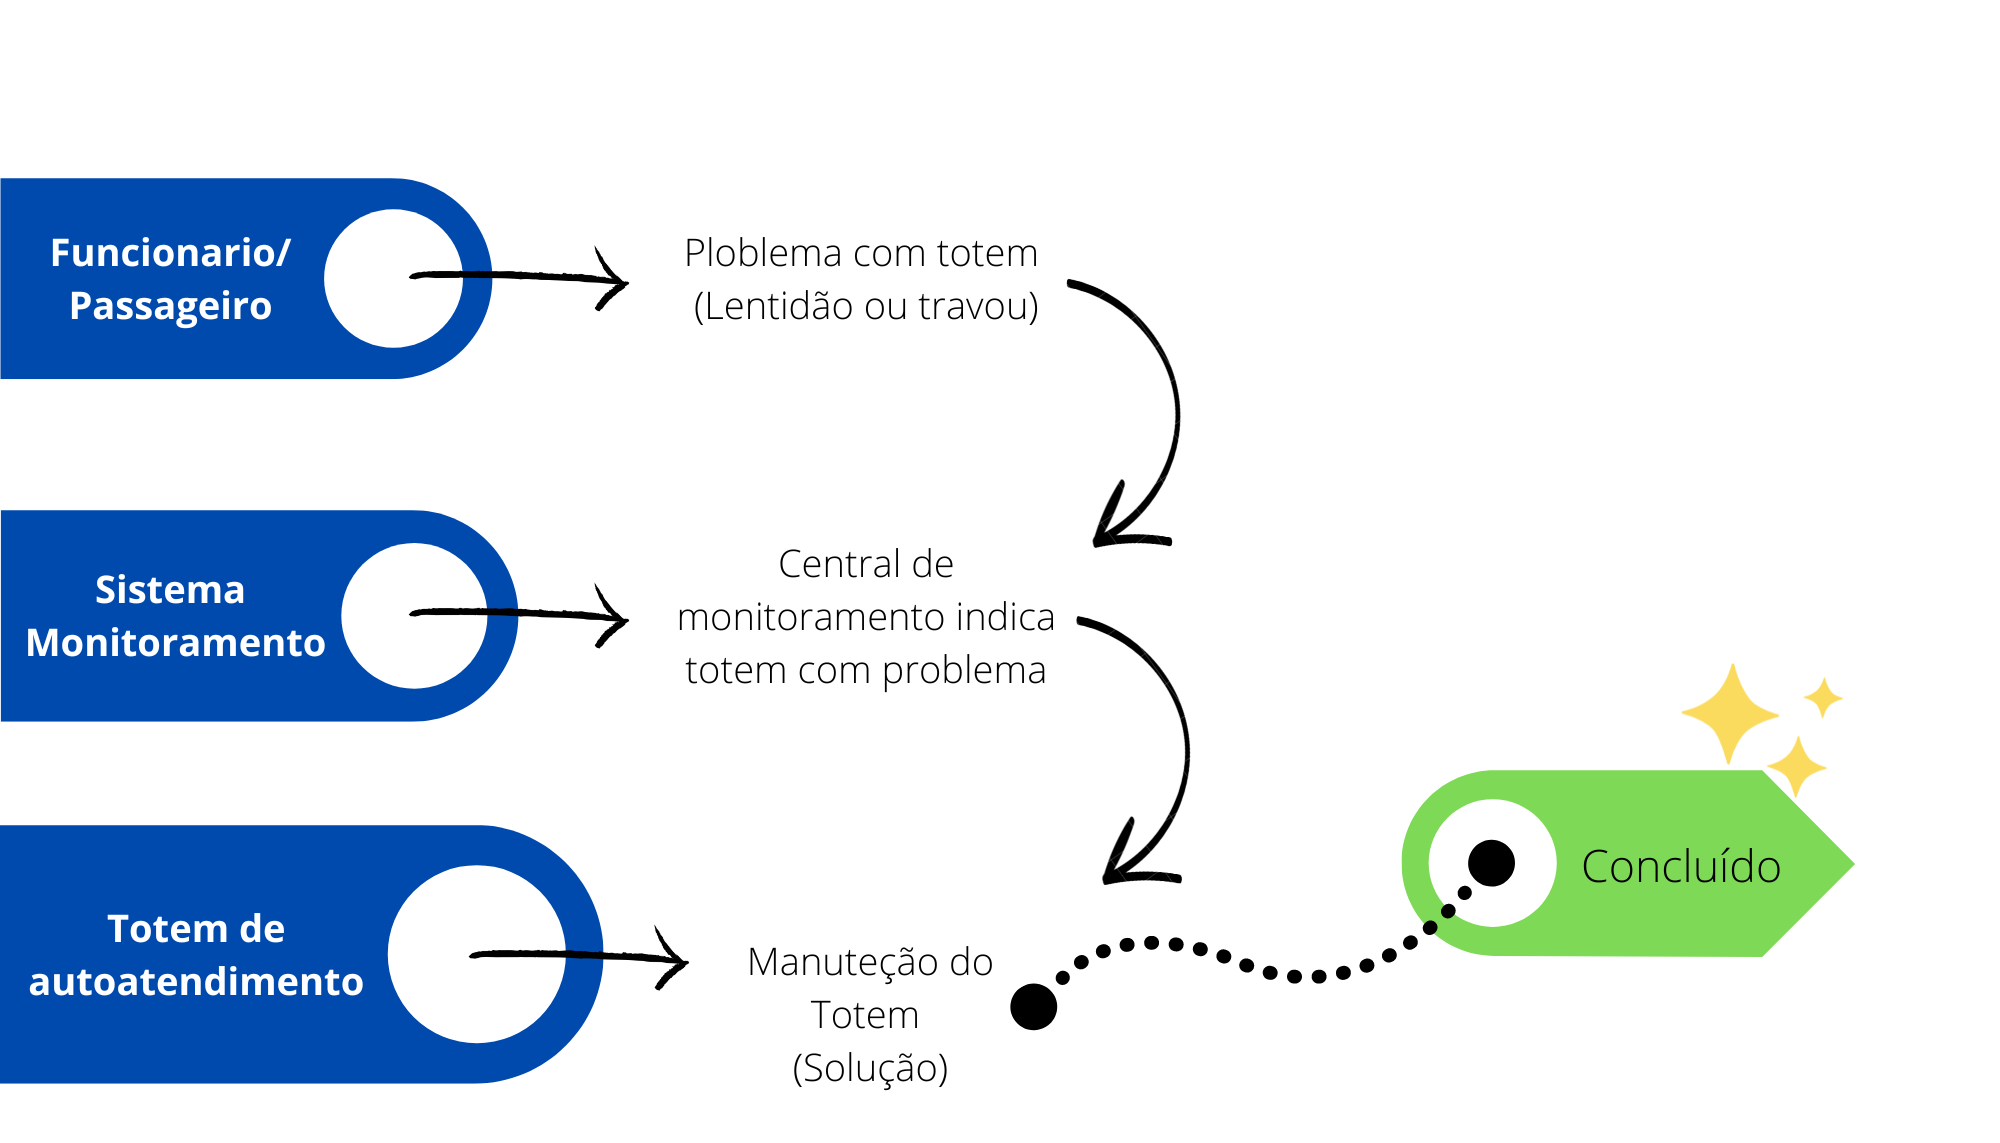 Funcionario/
Passageiro
Ploblema com totem
(Lentidão ou travou)
Sistema
Monitoramento
Central de
monitoramento indica
totem com problema
Totem de
autoatendimento
Manuteção do
Totem
(Solução)
Concluído